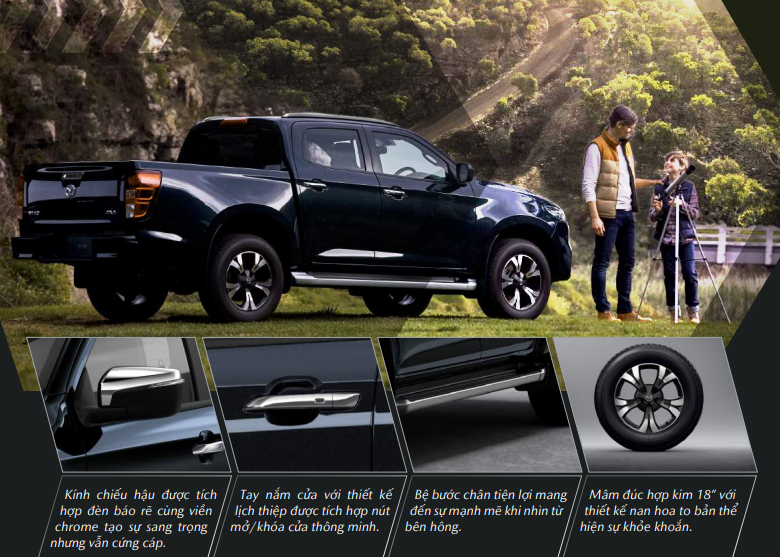 Kính chiếu hậu được tích
hợp đèn báo rẽ cùng viền
chrome tạo sự sang trọng
nhưng vẫn cứng cáp.
Tay nắm cửa với thiết kế
lịch thiệp được tích hợp nút
mở/khóa cửa thông minh.
Bệ bước chân tiện lợi mang
đến sự mạnh mẽ khi nhìn từ
bên hông.
Mâm đúc hợp kim 18” với
thiết kế nan hoa to bản thể
hiện sự khỏe khoắn.